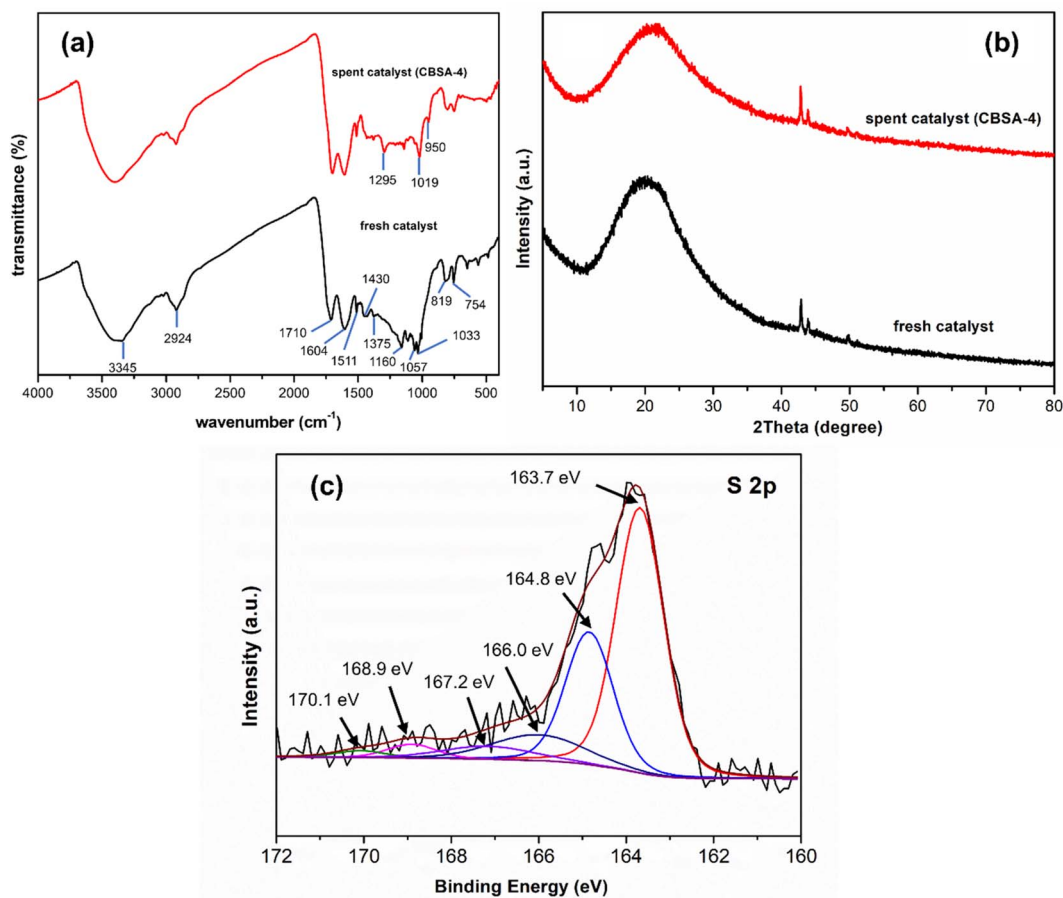 (a)
spent catalyst (CBSA-4)
950
1295
1019
fresh catalyst
1430
819
754
2924
1710
1375
1033
1604
1511
1160
1057
3345
transmittance (%)
4000 3500 3000 2500 2000 1500 1000 500
wavenumber (cm⁻¹)
(b)
spent catalyst (CBSA-4)
fresh catalyst
Intensity (a.u.)
10 20 30 40 50 60 70 80
2Theta (degree)
(c)
S 2p
163.7 eV
164.8 eV
166.0 eV
168.9 eV
167.2 eV
170.1 eV
Intensity (a.u.)
172 170 168 166 164 162 160
Binding Energy (eV)